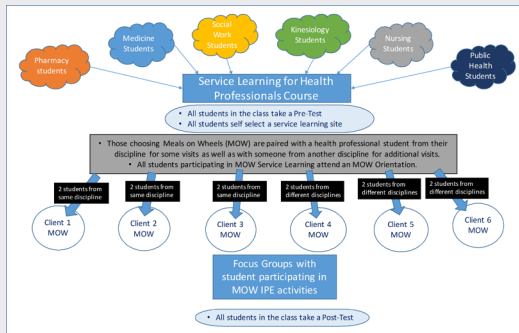 Social
Work
Students
Medicine
Students
Kinesiology
Students
Nursing
Students
Pharmacy
students
Public
Health
Students
Service Learning for Health
Professionals Course
• All students in the class take a Pre-Test
• All students self select a service learning site
• Those choosing Meals on Wheels (MOW) are paired with a health professional student from their
discipline for some visits as well as with someone from another discipline for additional visits.
• All students participating in MOW Service Learning attend an MOW Orientation.
2 students from
same discipline
2 students from
same discipline
2 students from
same discipline
2 students from
different disciplines
2 students from
different disciplines
2 students from
different disciplines
Client 1
MOW
Client 2
MOW
Client 3
MOW
Client 4
MOW
Client 5
MOW
Client 6
MOW
Focus Groups with
student participating in
MOW IPE activities
• All students in the class take a Post-Test